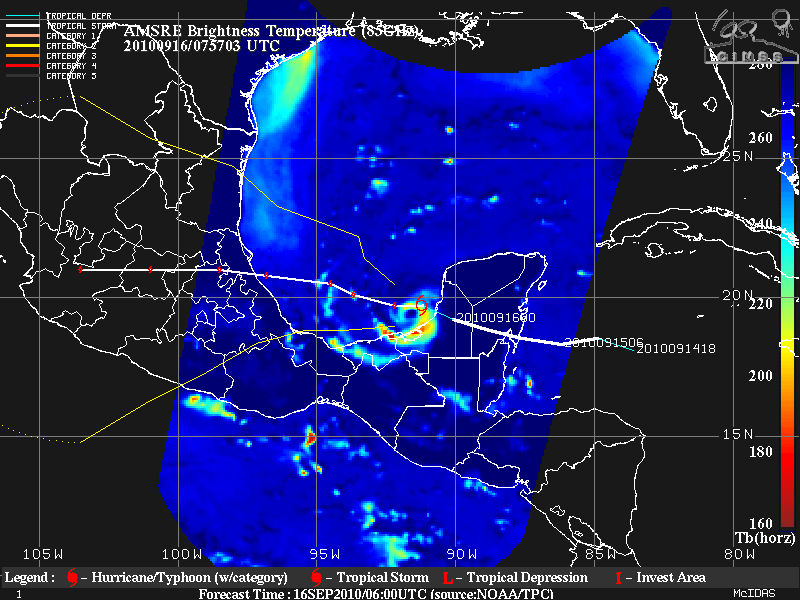 TROPICAL DEPR
TROPICAL STORM
CATEGORY 1
CATEGORY 2
CATEGORY 3
CATEGORY 4
CATEGORY 5
AMSRE Brightness Temperature (85GHz)
20100916/075703 UTC
cimss
280
260
25N
240
20N
220
2010091600
2010091506
2010091418
200
15N
180
160
Tb(horz)
105W 100W 95W 90W 85W 80W
Legend : - Hurricane/Typhoon (w/category) - Tropical Storm L - Tropical Depression I - Invest Area
1 Forecast Time : 16SEP2010/06:00UTC (source:NOAA/TPC) McIDAS